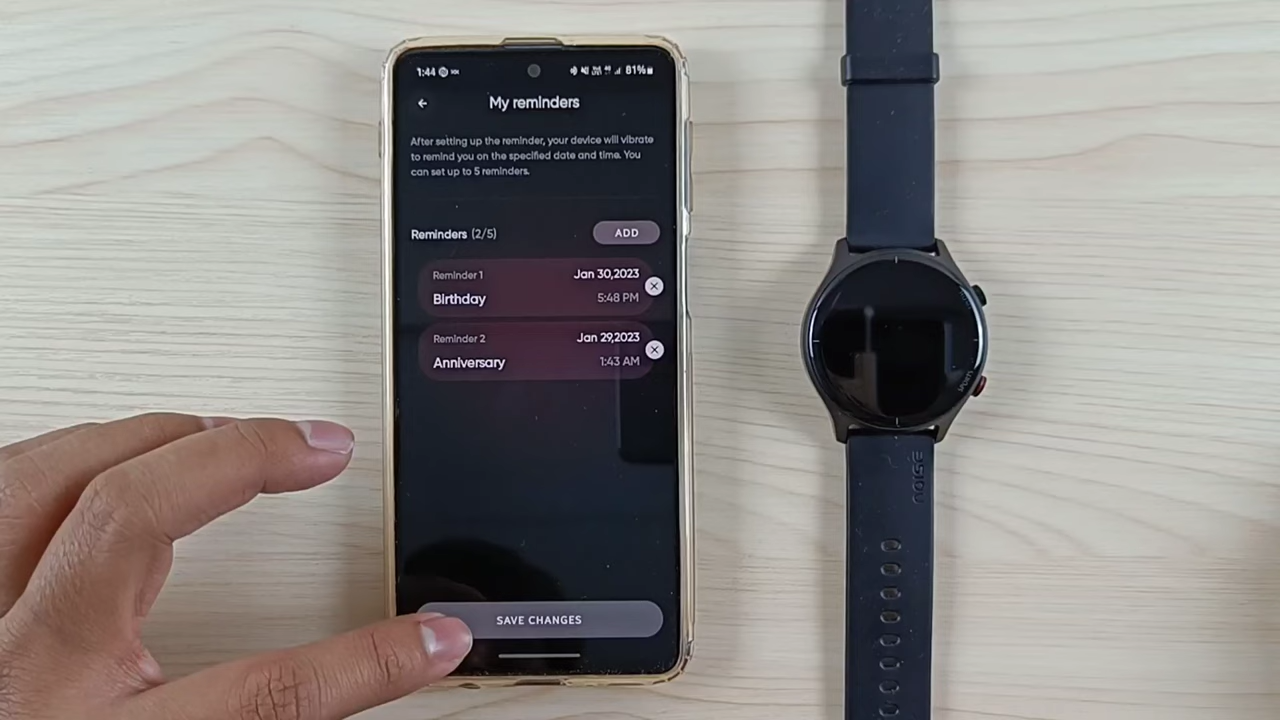 1:44
81%
My reminders
After setting up the reminder, your device will vibrate
to remind you on the specified date and time. You
can set up to 5 reminders.
Reminders (2/5)
ADD
Reminder 1
Jan 30,2023
Birthday
5:48 PM
Reminder 2
Jan 29,2023
Anniversary
1:43 AM
SAVE CHANGES
noise